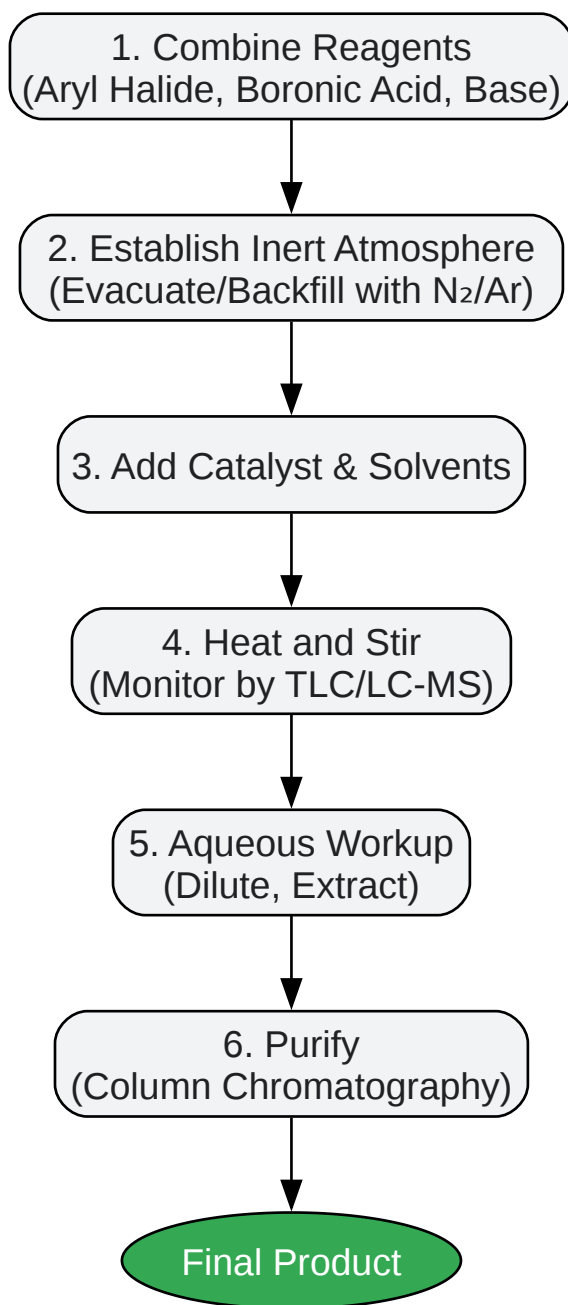 1. Combine Reagents
(Aryl Halide, Boronic Acid, Base)
2. Establish Inert Atmosphere
(Evacuate/Backfill with N₂/Ar)
3. Add Catalyst & Solvents
4. Heat and Stir
(Monitor by TLC/LC-MS)
5. Aqueous Workup
(Dilute, Extract)
6. Purify
(Column Chromatography)
Final Product